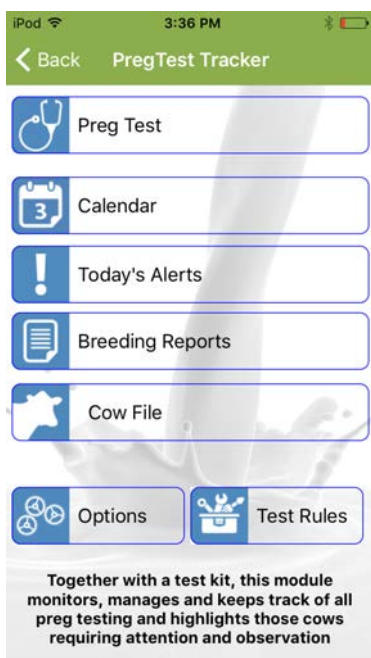 iPod 3:36 PM
Back PregTest Tracker
Preg Test
3
Calendar
Today's Alerts
Breeding Reports
Cow File
Options Test Rules
Together with a test kit, this module
monitors, manages and keeps track of all
preg testing and highlights those cows
requiring attention and observation